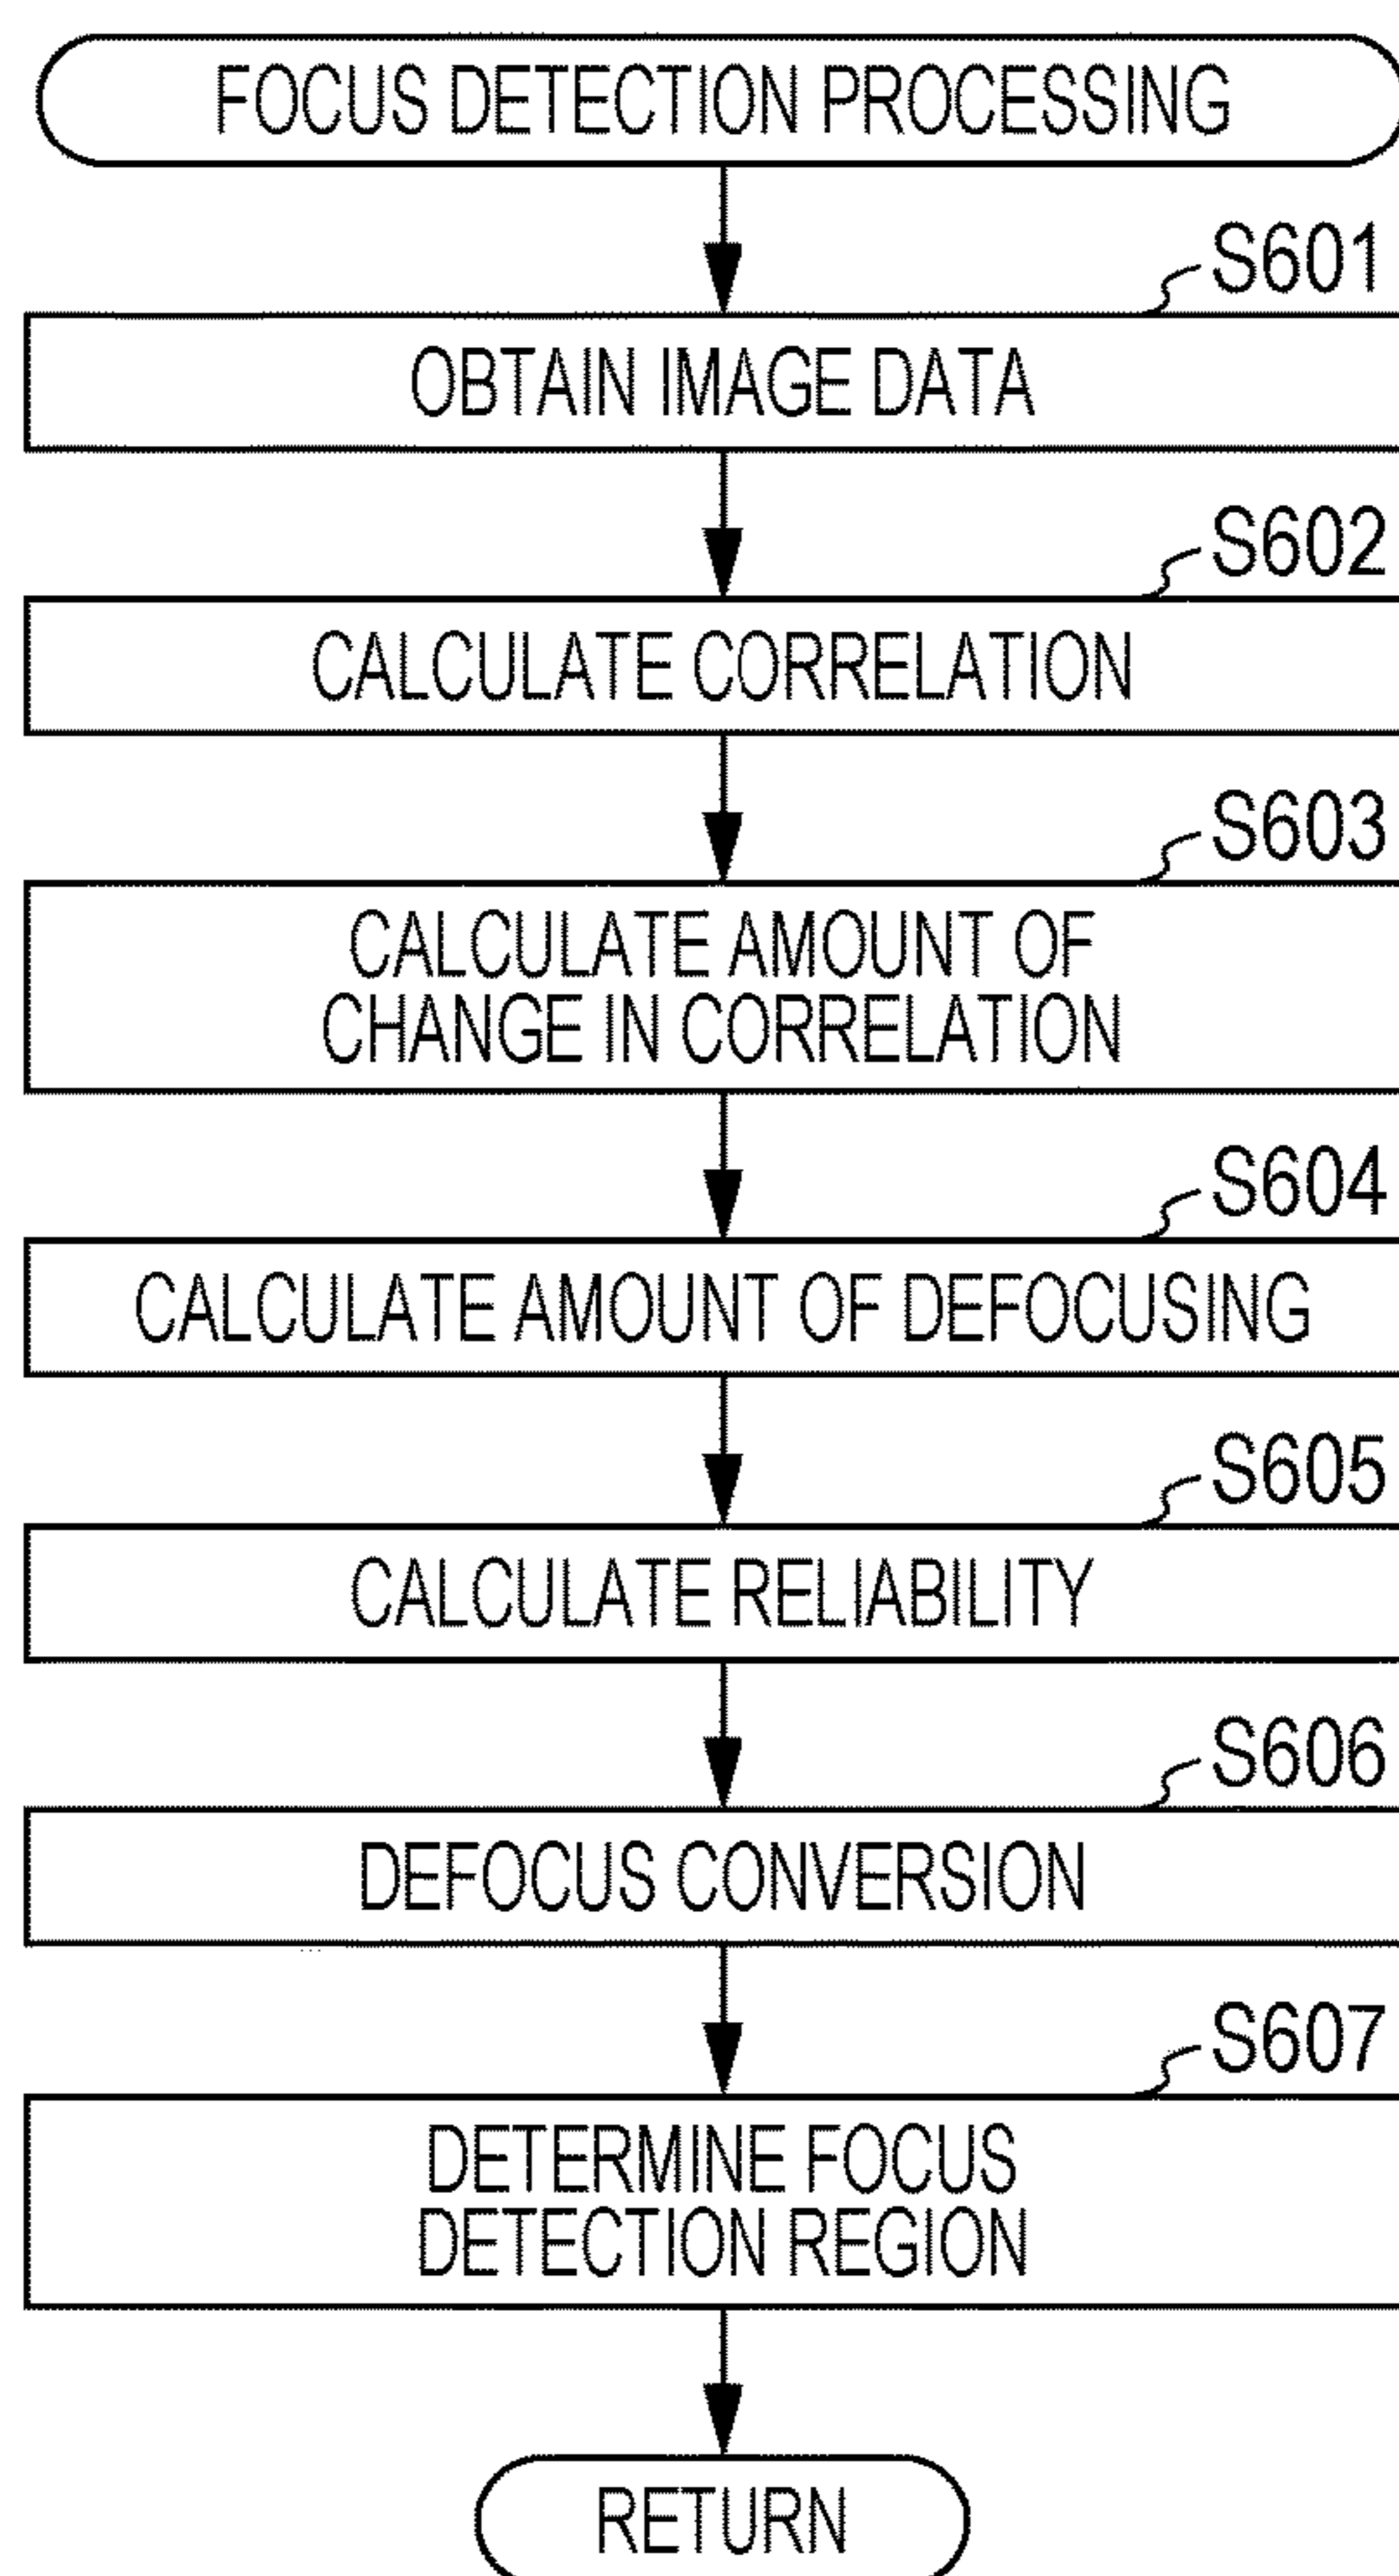 FOCUS DETECTION PROCESSING
S601
OBTAIN IMAGE DATA
S602
CALCULATE CORRELATION
S603
CALCULATE AMOUNT OF
CHANGE IN CORRELATION
S604
CALCULATE AMOUNT OF DEFOCUSING
S605
CALCULATE RELIABILITY
S606
DEFOCUS CONVERSION
S607
DETERMINE FOCUS
DETECTION REGION
RETURN